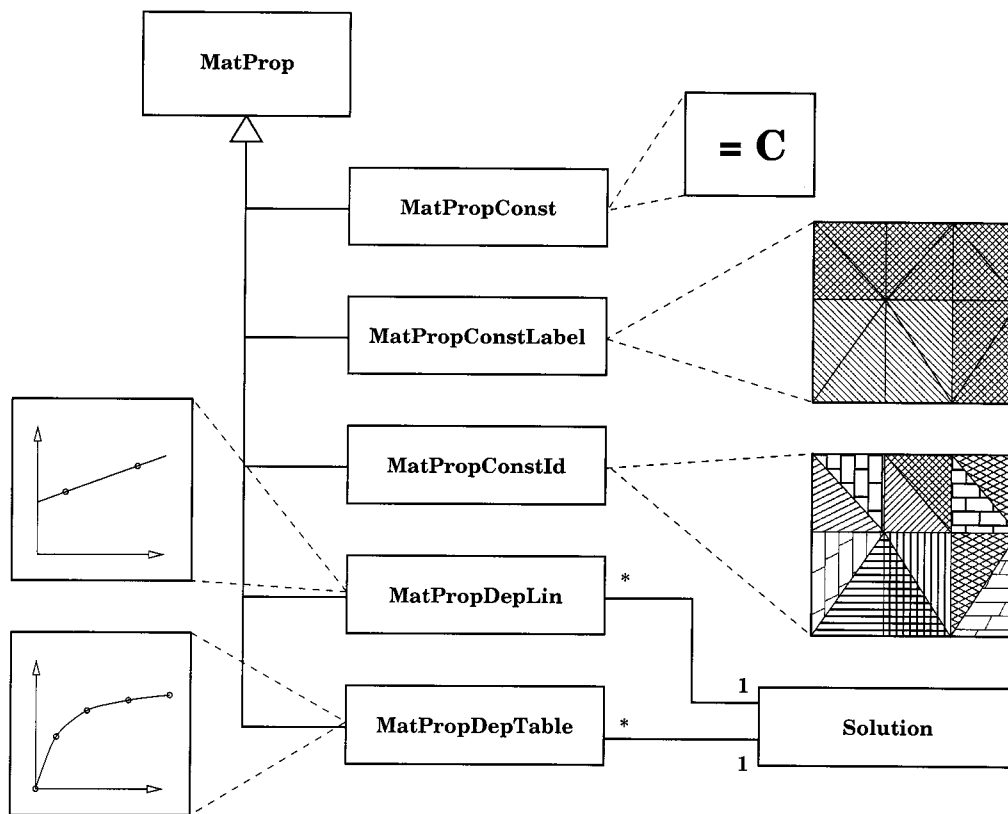 MatProp
= C
MatPropConst
MatPropConstLabel
MatPropConstId
MatPropDepLin
*
1
MatPropDepTable
*
Solution
1